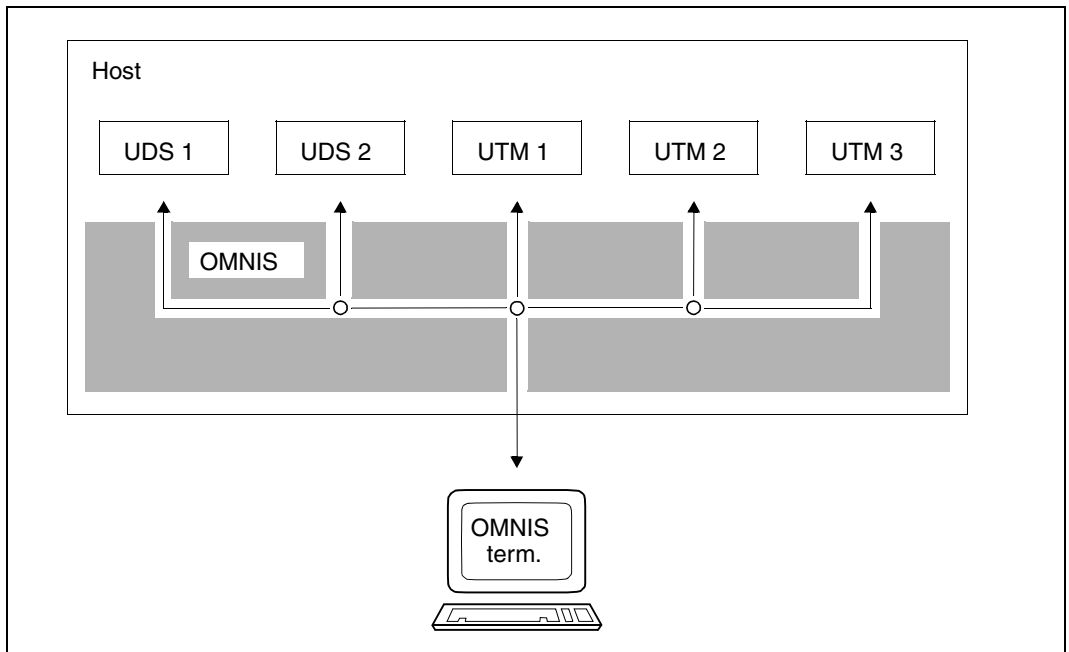 Host
UDS 1
UDS 2
UTM 1
UTM 2
UTM 3
OMNIS
OMNIS
term.